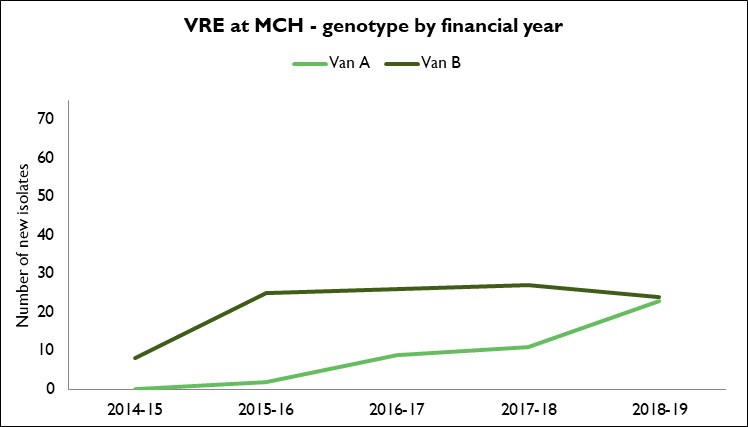 VRE at MCH - genotype by financial year
Van A Van B
Number of new isolates
70
60
50
40
30
20
10
0
2014-15 2015-16 2016-17 2017-18 2018-19